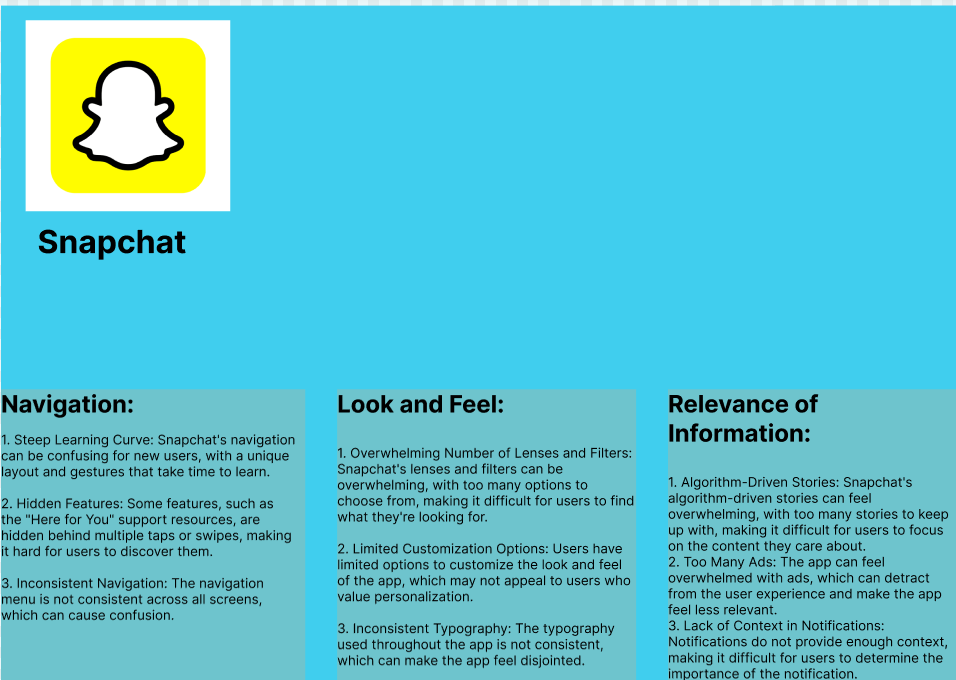 Snapchat
Navigation:
1. Steep Learning Curve: Snapchat's navigation
can be confusing for new users, with a unique
layout and gestures that take time to learn.
2. Hidden Features: Some features, such as
the "Here for You" support resources, are
hidden behind multiple taps or swipes, making
it hard for users to discover them.
3. Inconsistent Navigation: The navigation
menu is not consistent across all screens,
which can cause confusion.
Look and Feel:
1. Overwhelming Number of Lenses and Filters:
Snapchat's lenses and filters can be
overwhelming, with too many options to
choose from, making it difficult for users to find
what they're looking for.
2. Limited Customization Options: Users have
limited options to customize the look and feel
of the app, which may not appeal to users who
value personalization.
3. Inconsistent Typography: The typography
used throughout the app is not consistent,
which can make the app feel disjointed.
Relevance of
Information:
1. Algorithm-Driven Stories: Snapchat's
algorithm-driven stories can feel
overwhelming, with too many stories to keep
up with, making it difficult for users to focus
on the content they care about.
2. Too Many Ads: The app can feel
overwhelmed with ads, which can detract
from the user experience and make the app
feel less relevant.
3. Lack of Context in Notifications:
Notifications do not provide enough context,
making it difficult for users to determine the
importance of the notification.